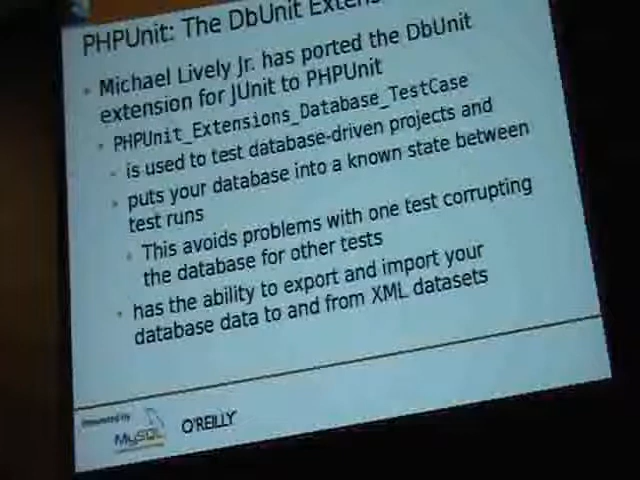 PHPUnit: The DbUnit Extens
Michael Lively Jr. has ported the DbUnit
extension for JUnit to PHPUnit
PHPUnit_Extensions_Database_TestCase
is used to test database-driven projects and
puts your database into a known state between
test runs
This avoids problems with one test corrupting
the database for other tests
has the ability to export and import your
database data to and from XML datasets
Presented by
MySQL
O'REILLY